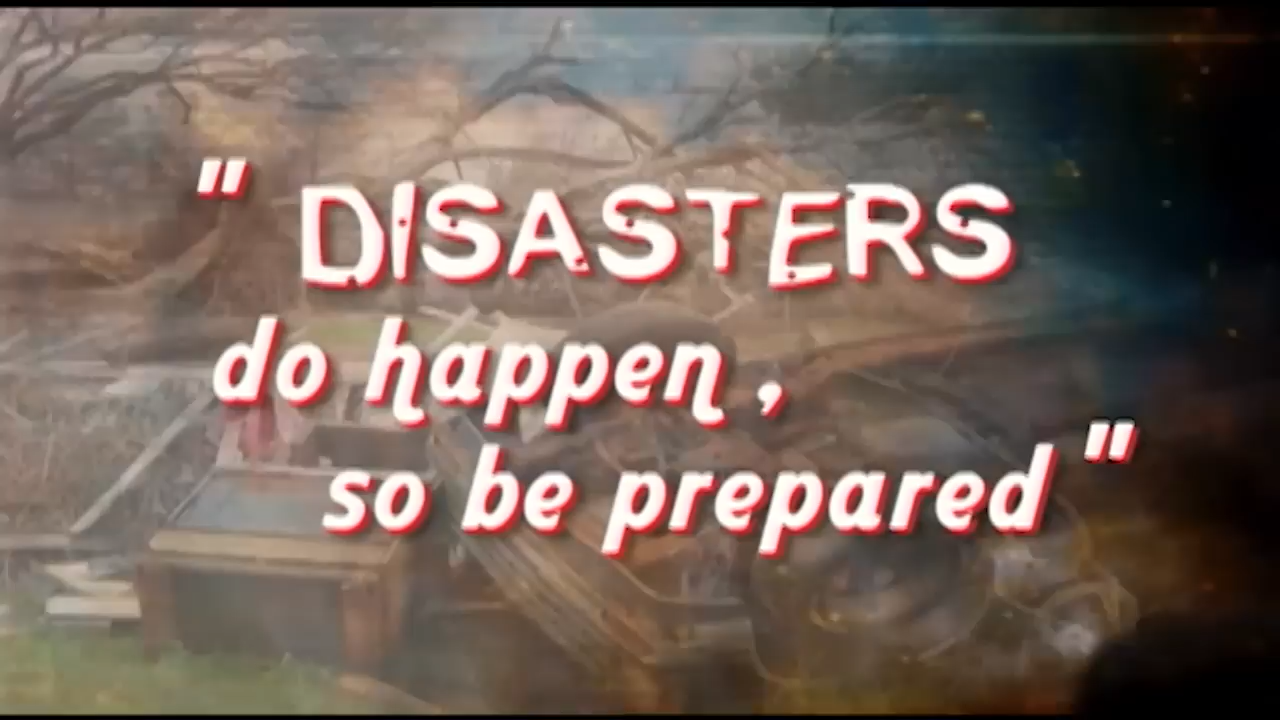 " DISASTERS
do happen ,
so be prepared "